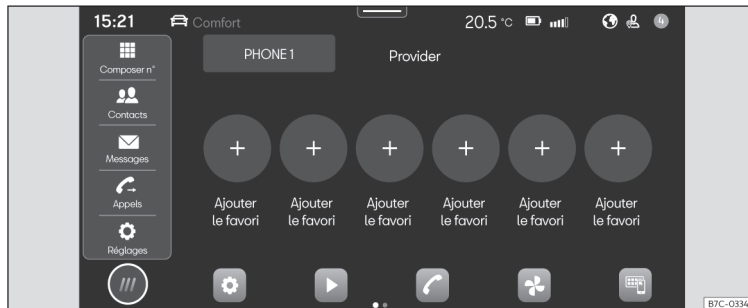 15:21 Comfort 20.5 °C 4
PHONE 1 Provider
Composer n°
Contacts
Messages
Appels
Réglages
Ajouter Ajouter Ajouter Ajouter Ajouter Ajouter
le favori le favori le favori le favori le favori le favori
B7C-0334